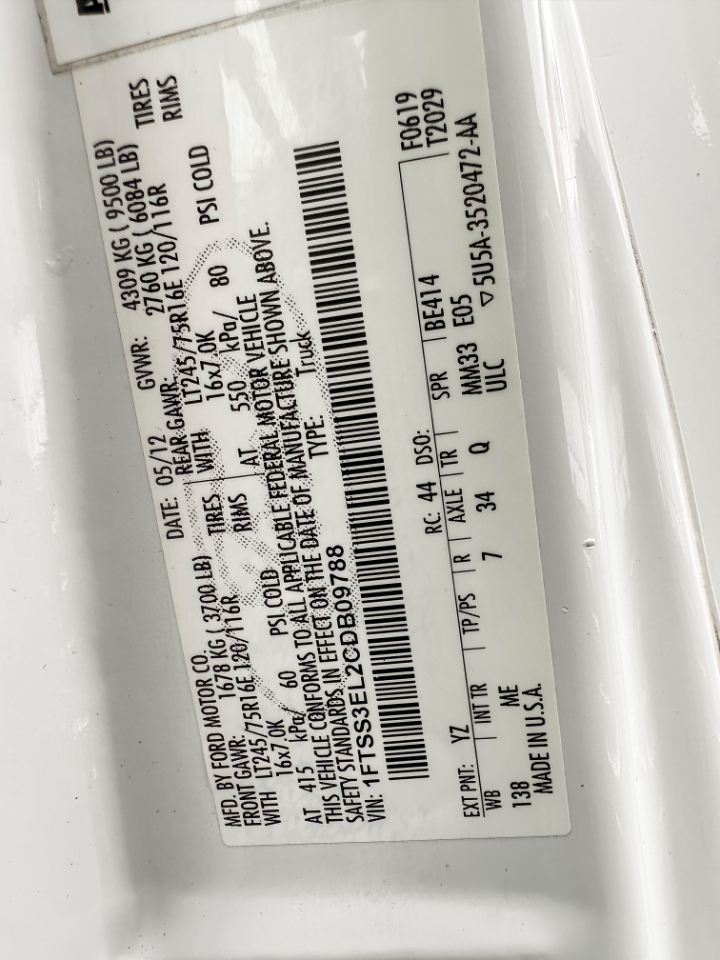 MFD. BY FORD MOTOR CO.
DATE: 05/12 GVWR: 4309 KG ( 9500 LB)
FRONT GAWR: 1678 KG ( 3700 LB) REAR GAWR: 2760 KG ( 6084 LB)
LT245/75R16E 120/116R TIRES LT245/75R16E 120/116R TIRES
WITH 16x7.0K RIMS WITH 16x7.0K RIMS
AT 415 kPa/ 60 PSI COLD AT 550 kPa/ 80 PSI COLD
THIS VEHICLE CONFORMS TO ALL APPLICABLE FEDERAL MOTOR VEHICLE
SAFETY STANDARDS IN EFFECT ON THE DATE OF MANUFACTURE SHOWN ABOVE.
VIN: 1FTSS3EL2CDB09788 TYPE: Truck
F0619
T2029
EXT PNT: YZ RC: 44 DSO:
WB INT TR TP/PS R AXLE TR SPR BE414
138 ME 7 34 Q MM33 E05
ULC
MADE IN U.S.A. ▽5U5A-3520472-AA